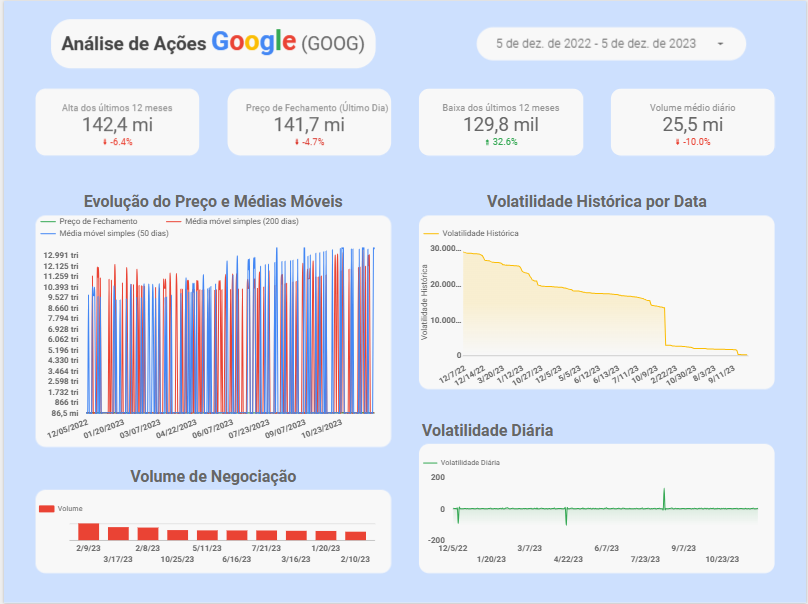 Análise de Ações Google (GOOG)
5 de dez. de 2022 - 5 de dez. de 2023
Alta dos últimos 12 meses
142,4 mi
-6.4%
Preço de Fechamento (Último Dia)
141,7 mi
-4.7%
Baixa dos últimos 12 meses
129,8 mil
32.6%
Volume médio diário
25,5 mi
-10.0%
Evolução do Preço e Médias Móveis
Preço de Fechamento
Média móvel simples (200 dias)
Média móvel simples (50 dias)
12.991 tri
12.125 tri
11.259 tri
10.393 tri
9.527 tri
8.660 tri
7.794 tri
6.928 tri
6.062 tri
5.196 tri
4.330 tri
3.464 tri
2.598 tri
1.732 tri
866 tri
86,5 mi
12/05/2022
01/20/2023
03/07/2023
04/22/2023
06/07/2023
07/23/2023
09/07/2023
10/23/2023
Volatilidade Histórica por Data
Volatilidade Histórica
Volatilidade Histórica
30.000...
20.000...
10.000...
0
12/7/22
12/14/22
3/20/23
1/12/23
10/27/23
12/5/23
5/5/23
6/12/23
6/13/23
7/11/23
10/9/23
2/22/23
10/30/23
8/3/23
9/11/23
Volume de Negociação
Volume
2/9/23
3/17/23
2/8/23
10/25/23
5/11/23
6/16/23
7/21/23
3/16/23
1/20/23
2/10/23
Volatilidade Diária
Volatilidade Diária
200
0
-200
12/5/22
1/20/23
3/7/23
4/22/23
6/7/23
7/23/23
9/7/23
10/23/23